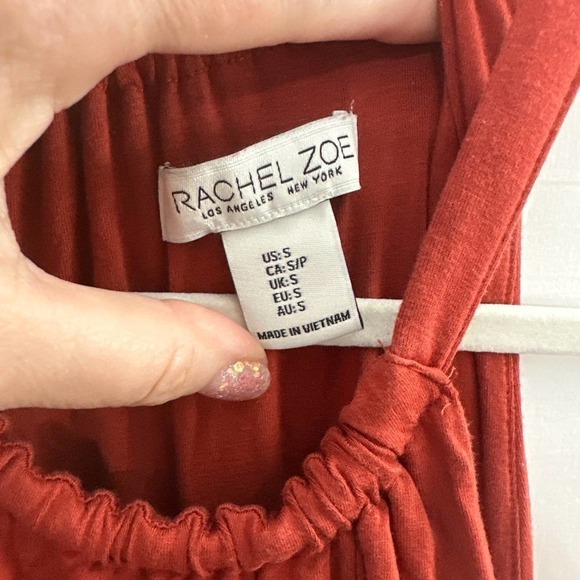 RACHEL ZOE
LOS ANGELES NEW YORK
US: S
CA: S/P
UK: S
EU: S
AU: S
MADE IN VIETNAM